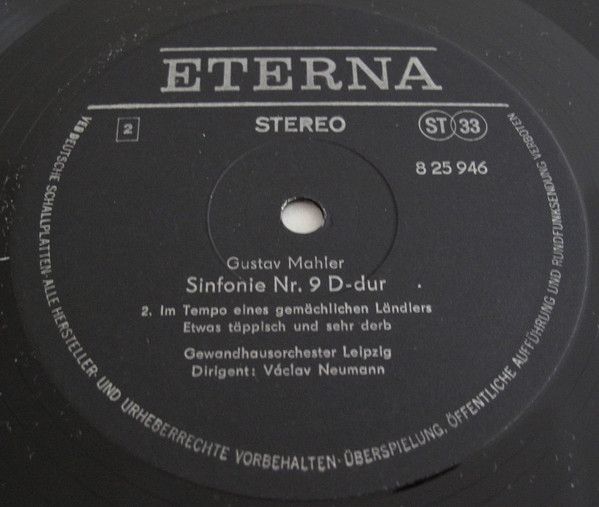 ETERNA
2 STEREO ST 33
8 25 946
Gustav Mahler
Sinfonie Nr. 9 D-dur
2. Im Tempo eines gemächlichen Ländlers
Etwas täppisch und sehr derb
Gewandhausorchester Leipzig
Dirigent: Václav Neumann
VEB DEUTSCHE SCHALLPLATTEN · ALLE HERSTELLER- UND URHEBERRECHTE VORBEHALTEN · ÜBERSPIELUNG, ÖFFENTLICHE AUFFÜHRUNG UND RUNDFUNKSENDUNG VERBOTEN